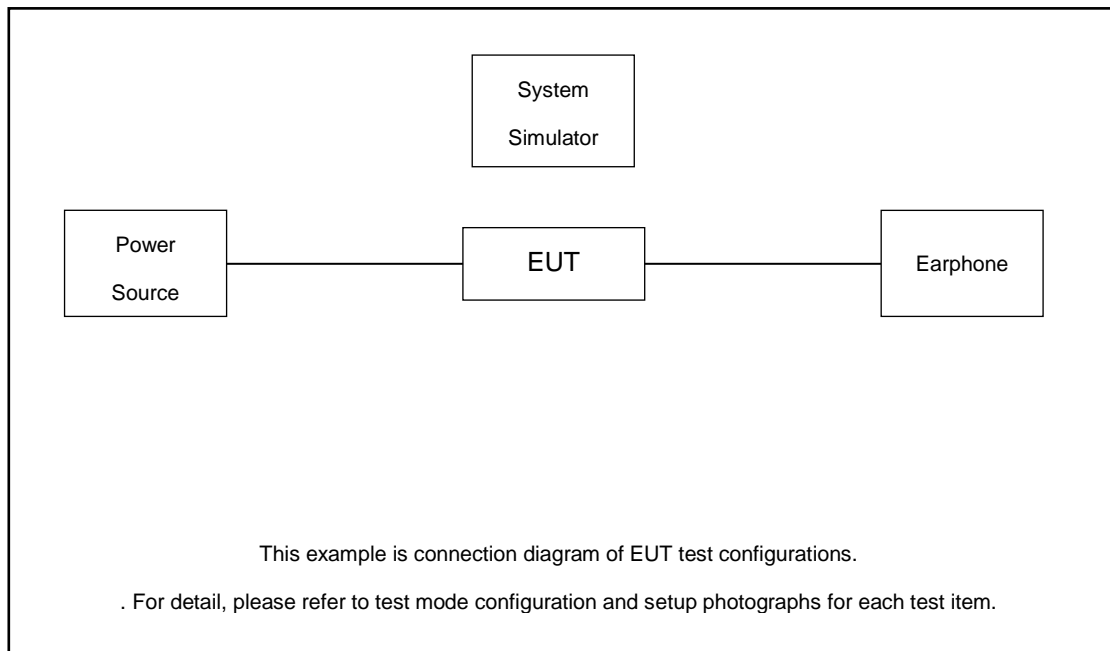 System
Simulator
Power
Source
EUT
Earphone
This example is connection diagram of EUT test configurations.
. For detail, please refer to test mode configuration and setup photographs for each test item.